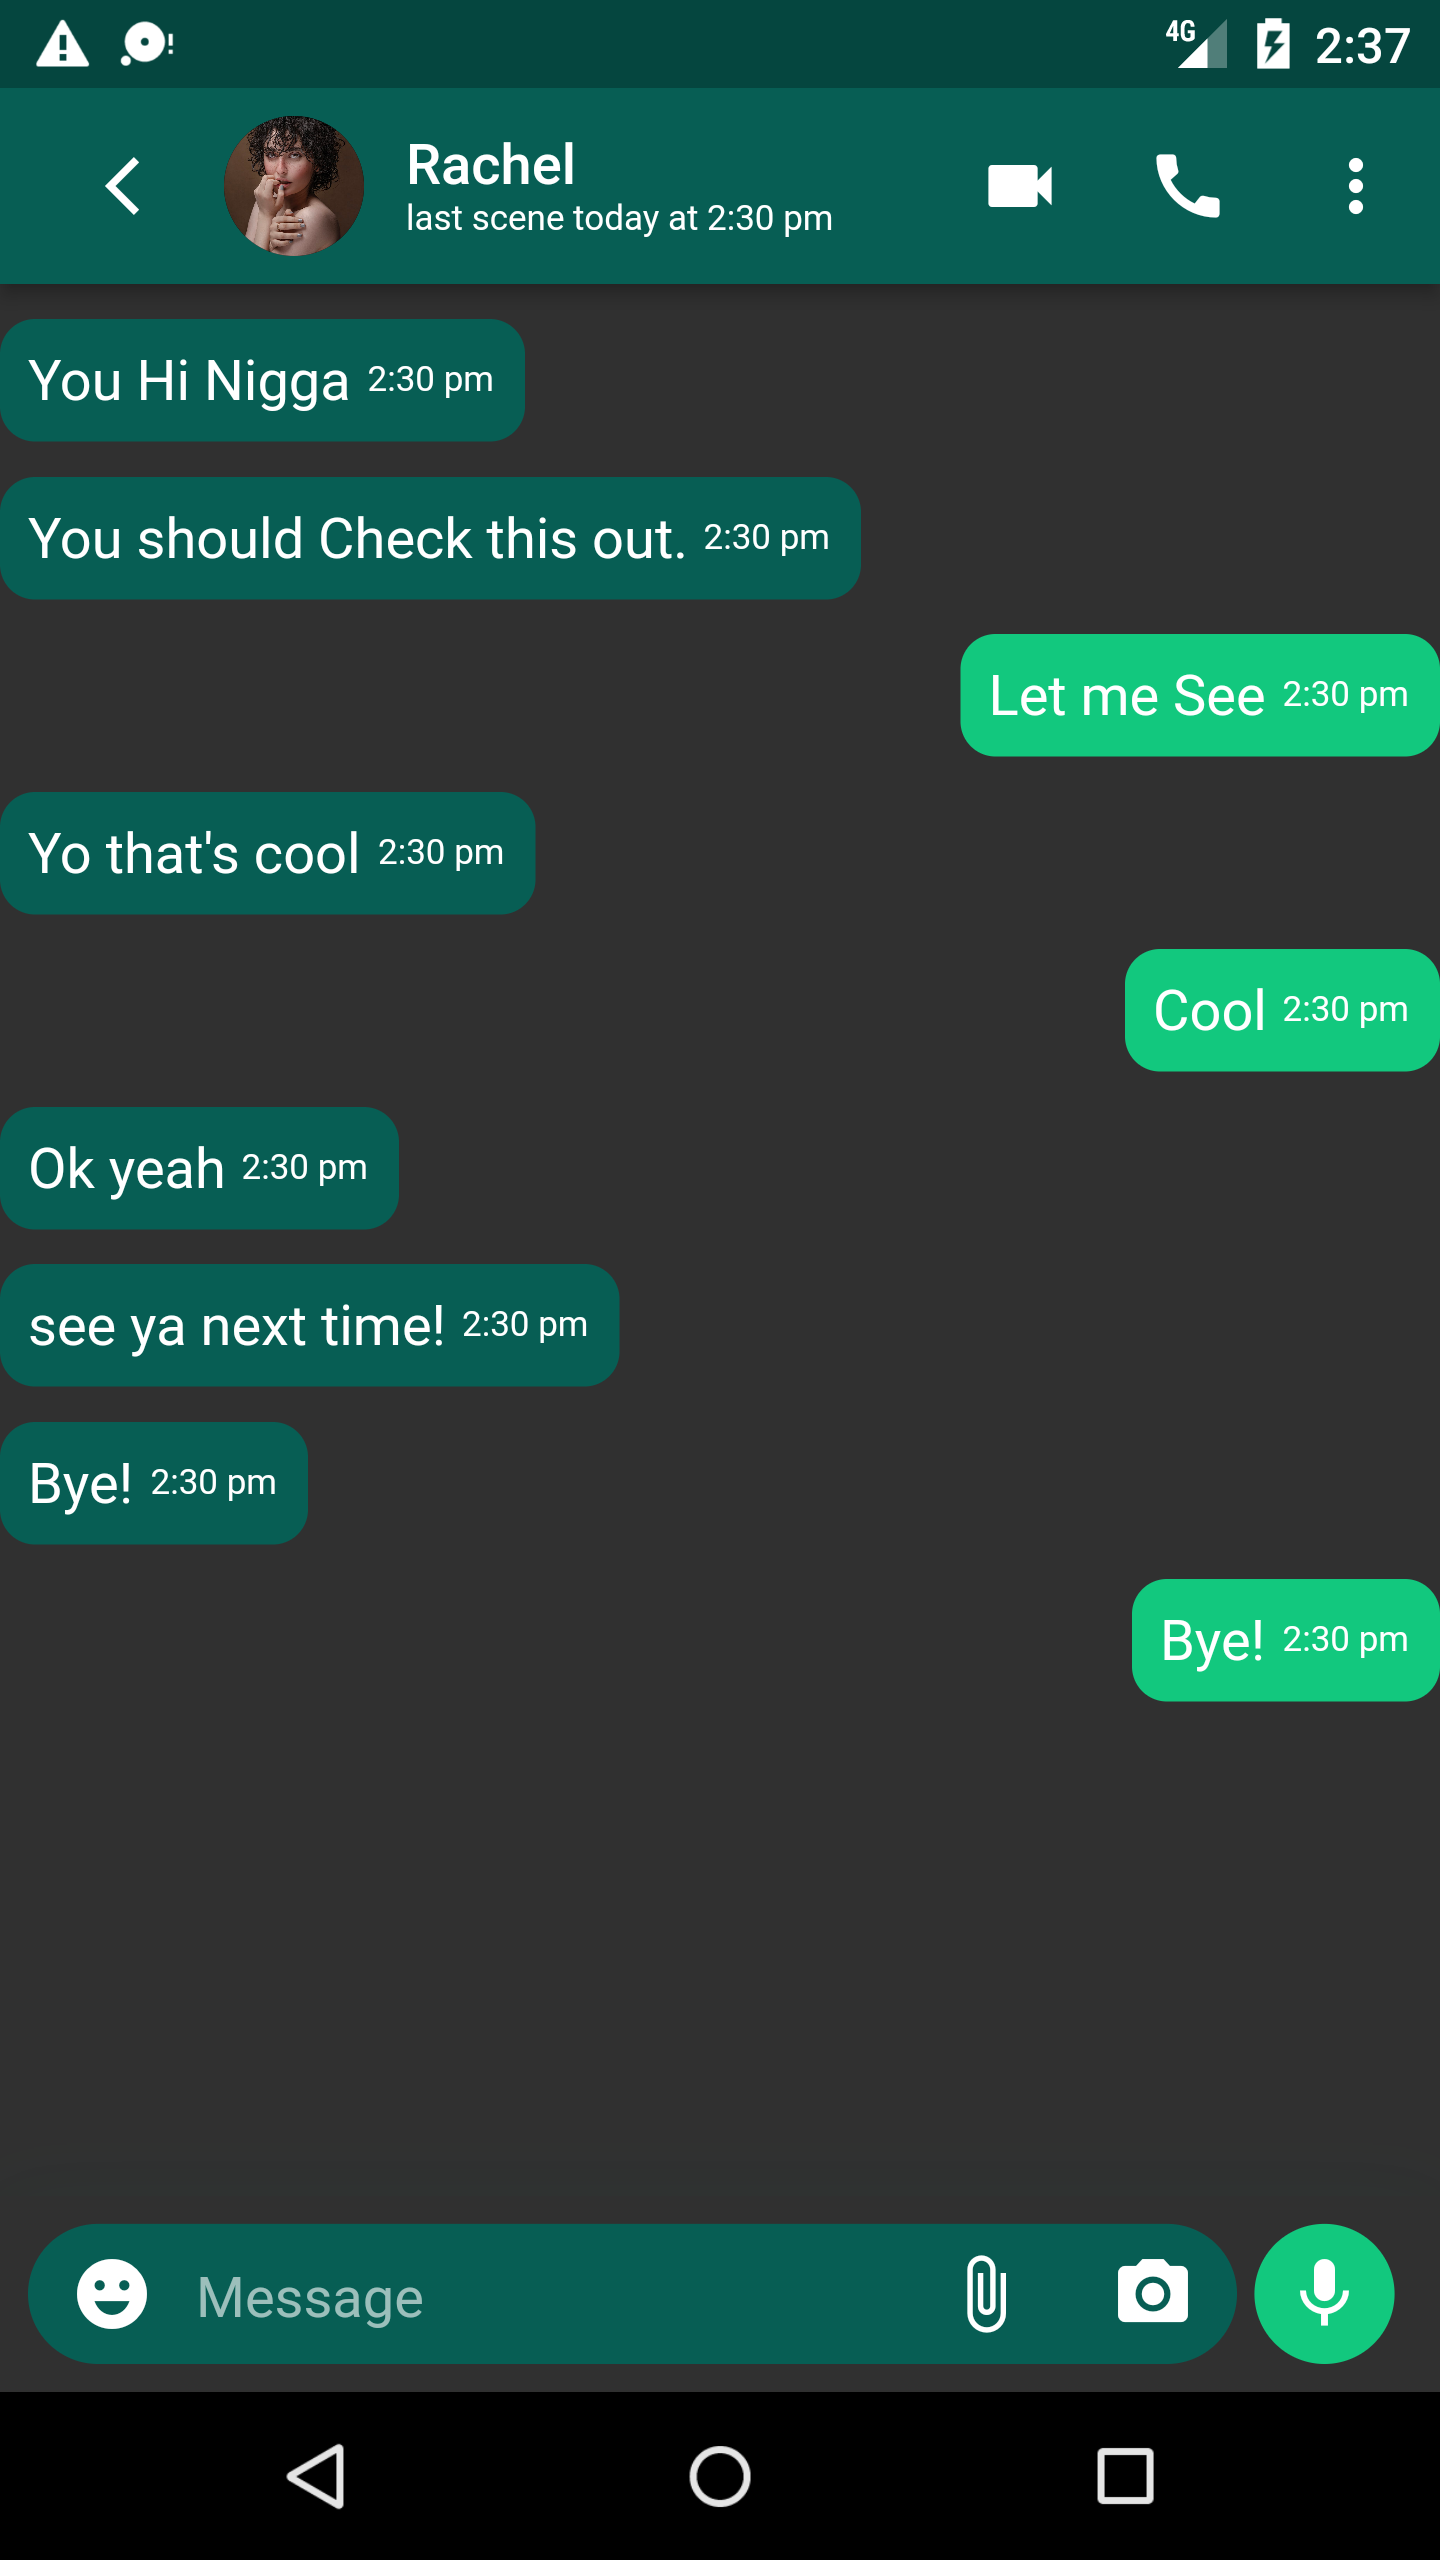 4G 2:37
Rachel
last scene today at 2:30 pm
You Hi Nigga 2:30 pm
You should Check this out. 2:30 pm
Let me See 2:30 pm
Yo that's cool 2:30 pm
Cool 2:30 pm
Ok yeah 2:30 pm
see ya next time! 2:30 pm
Bye! 2:30 pm
Bye! 2:30 pm
Message